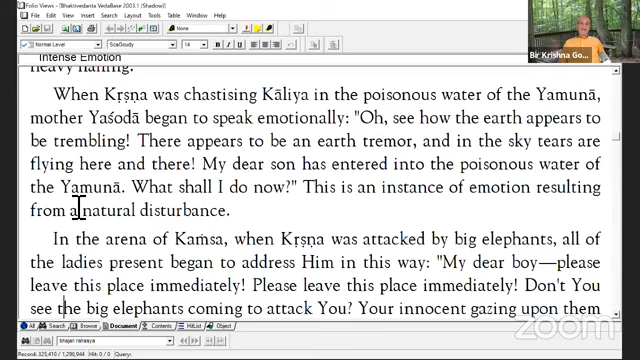 Folio Views - [Bhaktivedanta VedaBase 2003.1 (Shadow)]
File Edit View Search Layout Insert Tools Window Help
Normal Level ScaGoudy 14 B I U
Intense Emotion
heavy hailing.
When Kṛṣṇa was chastising Kāliya in the poisonous water of the Yamunā,
mother Yaśodā began to speak emotionally: "Oh, see how the earth appears to
be trembling! There appears to be an earth tremor, and in the sky tears are
flying here and there! My dear son has entered into the poisonous water of
the Yamunā. What shall I do now?" This is an instance of emotion resulting
from a natural disturbance.
In the arena of Kaṁsa, when Kṛṣṇa was attacked by big elephants, all of
the ladies present began to address Him in this way: "My dear boy—please
leave this place immediately! Please leave this place immediately! Don't You
see the big elephants coming to attack You? Your innocent gazing upon them
All Search Browse Document Contents HitList Object
bhajan rahasya
Record: 325,410 / 1,298,944 Hit: 0 / 0 Query:
Bir Krishna Go...
zoom